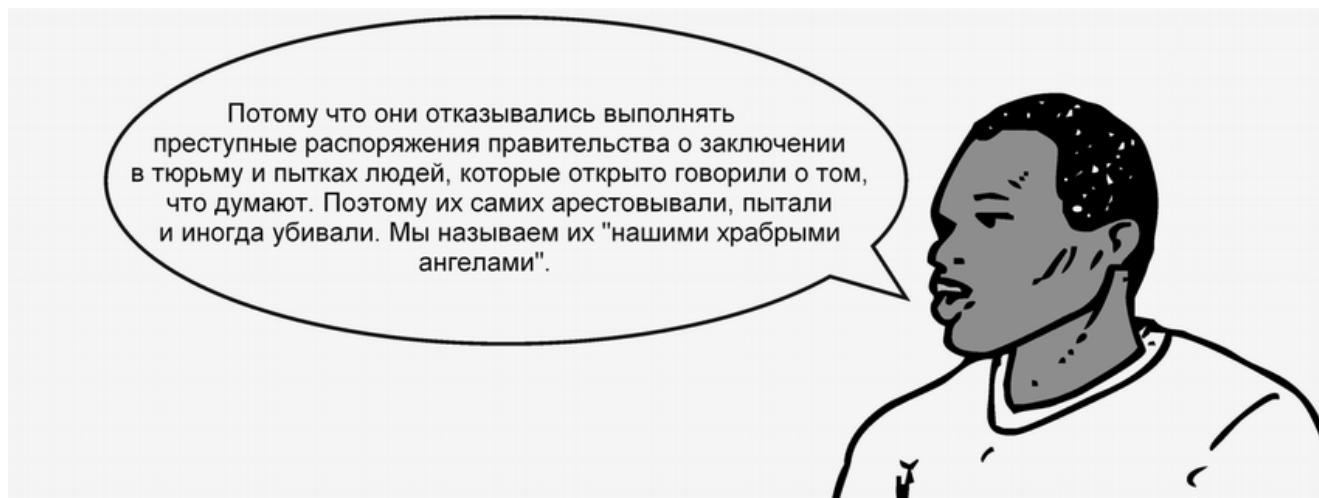 Потому что они отказывались выполнять
преступные распоряжения правительства о заключении
в тюрьму и пытках людей, которые открыто говорили о том,
что думают. Поэтому их самих арестовывали, пытали
и иногда убивали. Мы называем их "нашими храбрыми
ангелами".